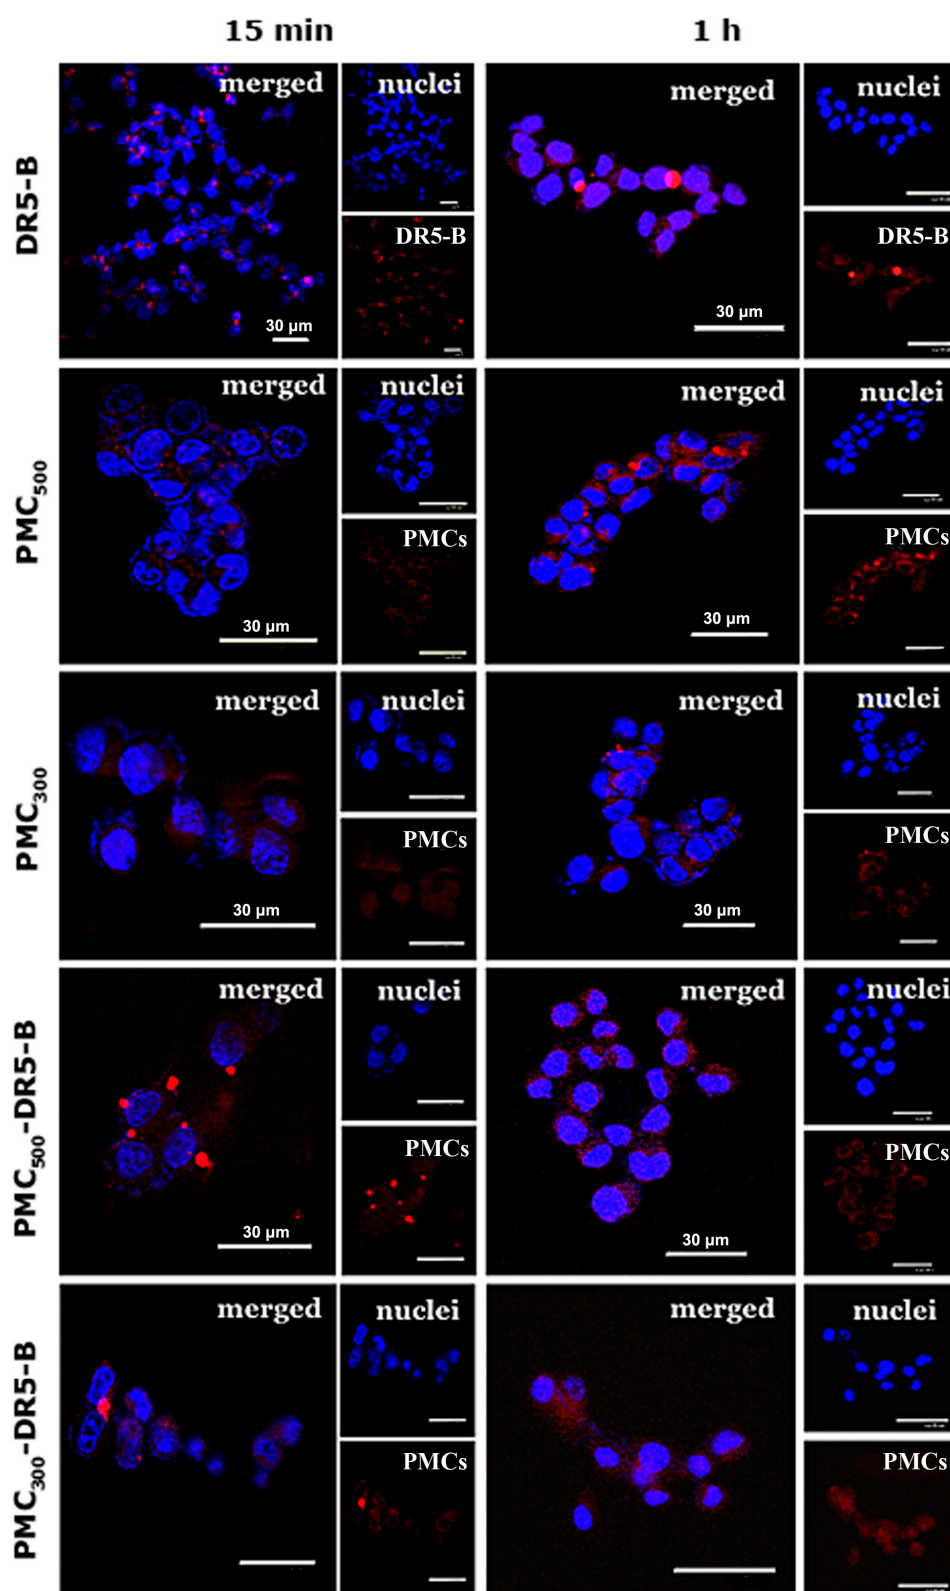 15 min 1 h
DR5-B
merged
nuclei
DR5-B
30 µm
merged
nuclei
DR5-B
30 µm
PMC500
merged
nuclei
PMCs
30 µm
merged
nuclei
PMCs
30 µm
PMC300
merged
nuclei
PMCs
30 µm
merged
nuclei
PMCs
30 µm
PMC500-DR5-B
merged
nuclei
PMCs
30 µm
merged
nuclei
PMCs
30 µm
PMC300-DR5-B
merged
nuclei
PMCs
merged
nuclei
PMCs